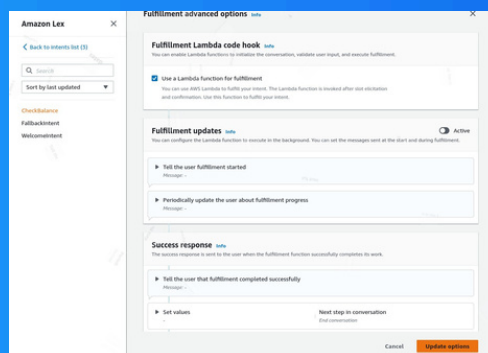 Amazon Lex
Back to intents list (3)
Search
Sort by last updated
CheckBalance
FallbackIntent
WelcomeIntent
Fulfillment advanced options Info
Fulfillment Lambda code hook Info
You can enable Lambda functions to initialize the conversation, validate user input, and execute fulfillment.
Use a Lambda function for fulfillment
You can use AWS Lambda to fulfill your intent. The Lambda function is invoked after slot elicitation
and confirmation. Use this function to fulfill your intent.
Fulfillment updates Info
Active
You can configure the Lambda function to execute in the background. You can set the messages sent at the start and during fulfillment.
Tell the user fulfillment started
Message: -
Periodically update the user about fulfillment progress
Message: -
Success response Info
The success response is sent to the user when the fulfillment function successfully completes its work.
Tell the user that fulfillment completed successfully
Message: -
Set values
-
Next step in conversation
End conversation
Cancel
Update options